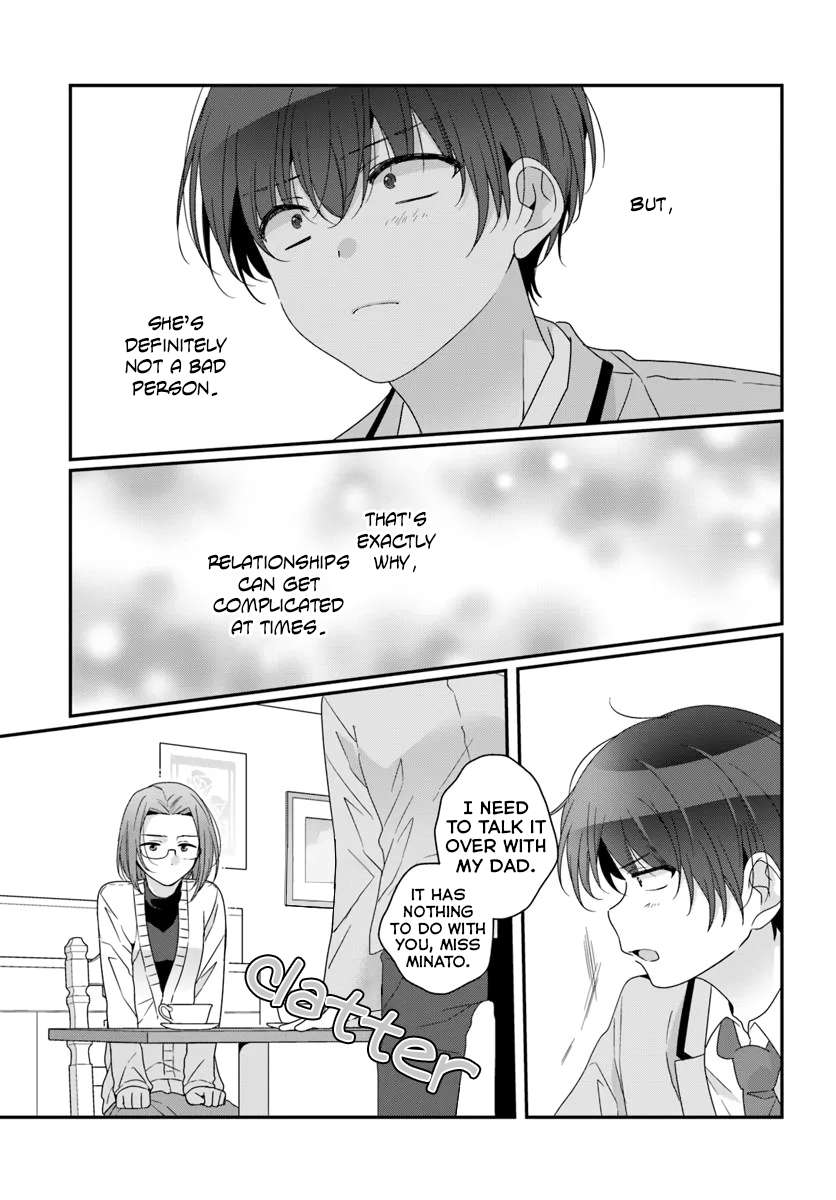 BUT,
SHE'S
DEFINITELY
NOT A BAD
PERSON.
THAT'S
EXACTLY
WHY,
RELATIONSHIPS
CAN GET
COMPLICATED
AT TIMES.
I NEED
TO TALK IT
OVER WITH
MY DAD.
IT HAS
NOTHING
TO DO WITH
YOU, MISS
MINATO.
clatter